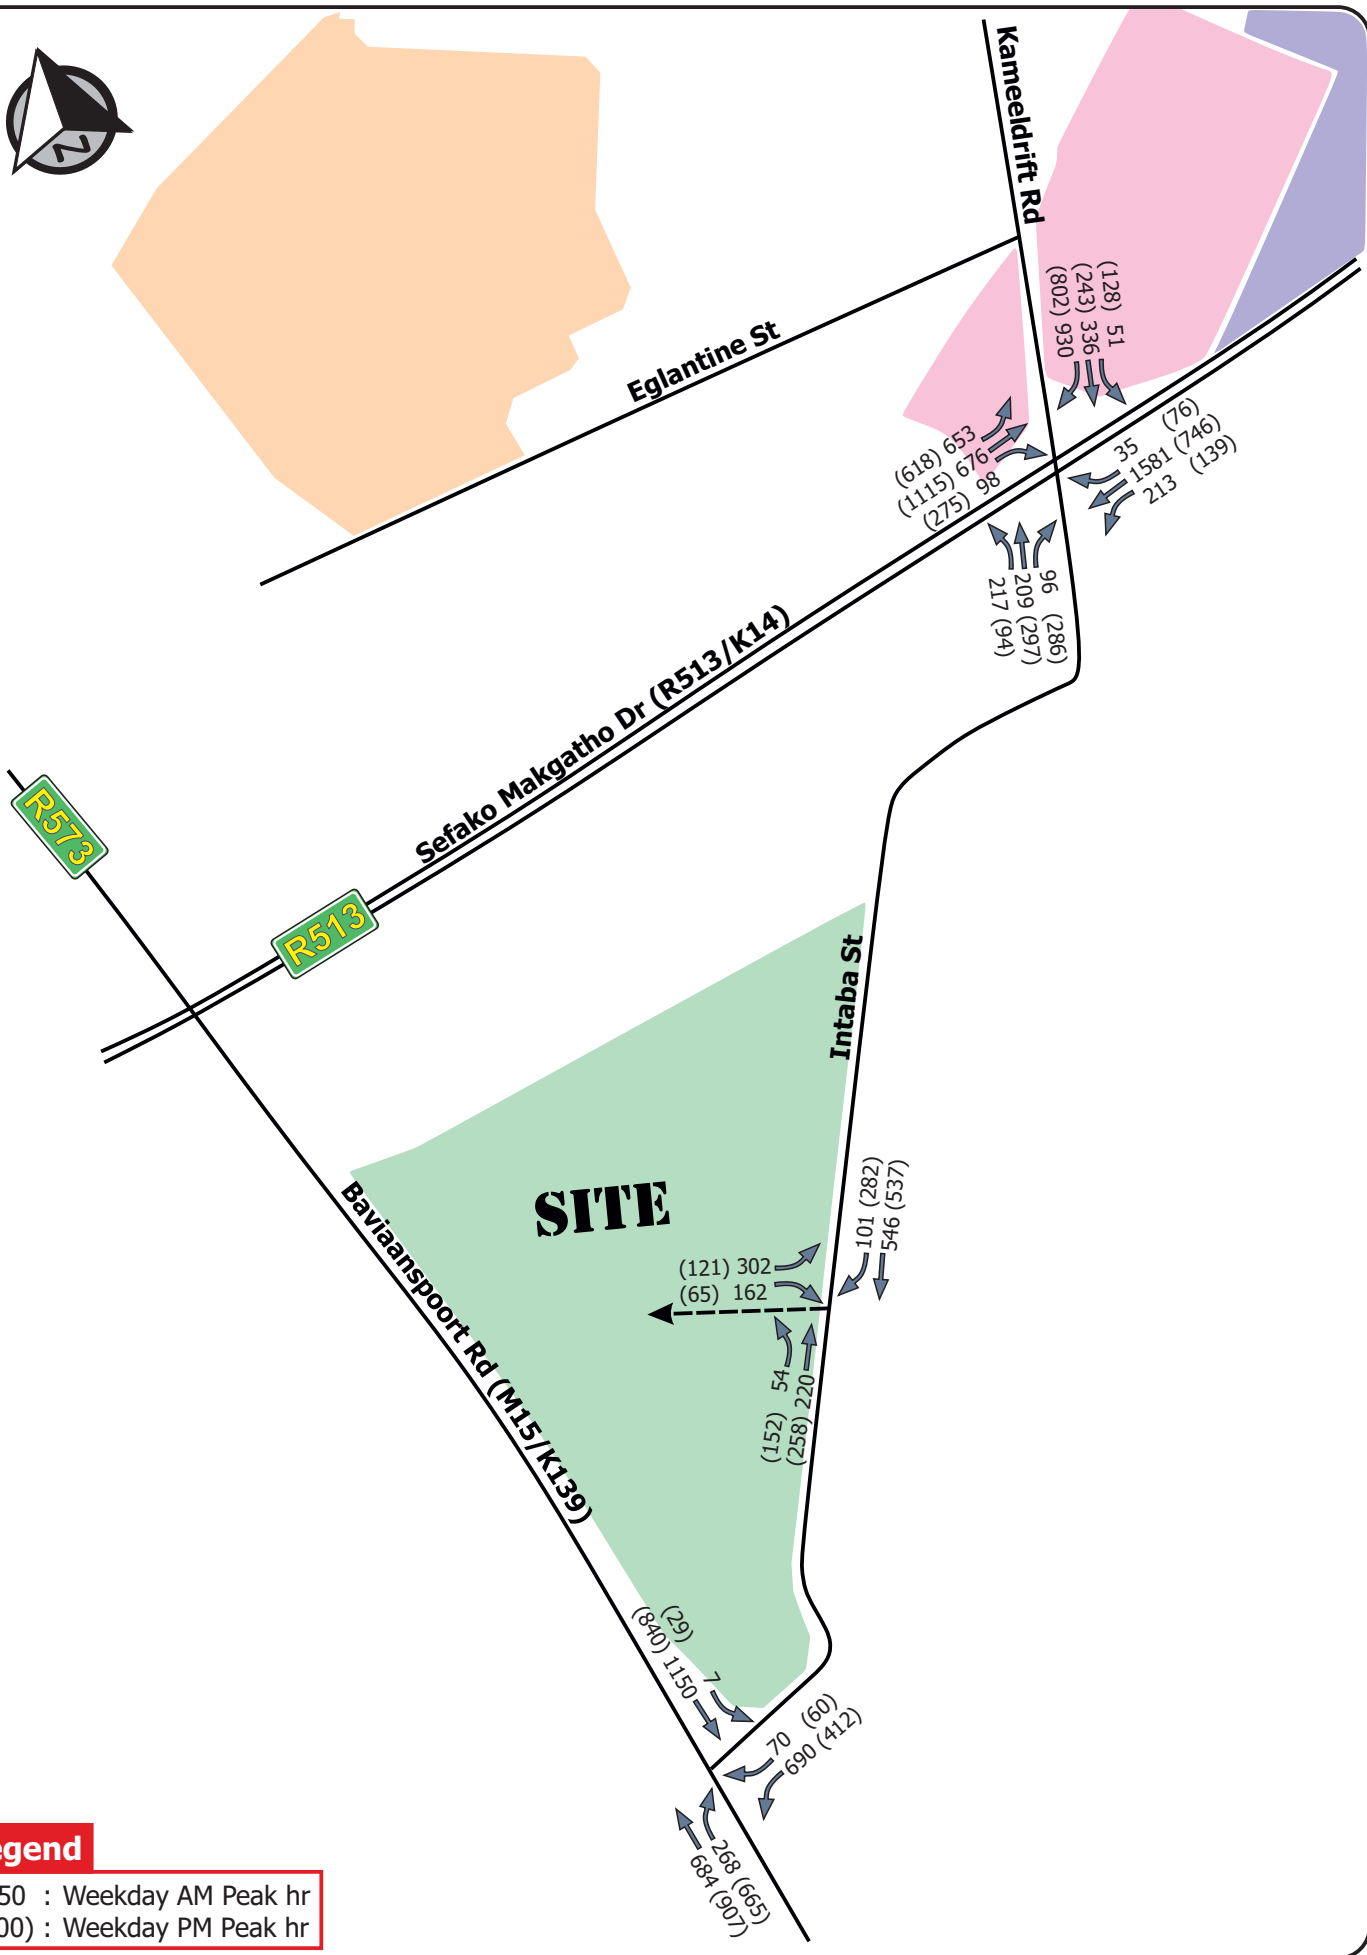 N
Kameeldrift Rd
(128) 51
(243) 336
(802) 930
Eglantine St
(618) 653
(1115) 676
(275) 98
35 (76)
1581 (746)
213 (139)
96 (286)
209 (297)
217 (94)
Sefako Makgatho Dr (R513/K14)
R573
R513
Intaba St
SITE
101 (282)
546 (537)
(121) 302
(65) 162
(152) 54
(258) 220
Baviaanspoort Rd (M15/K139)
(29) 7
(840) 1150
70 (60)
690 (412)
268 (665)
684 (907)
egend
50 : Weekday AM Peak hr
00) : Weekday PM Peak hr